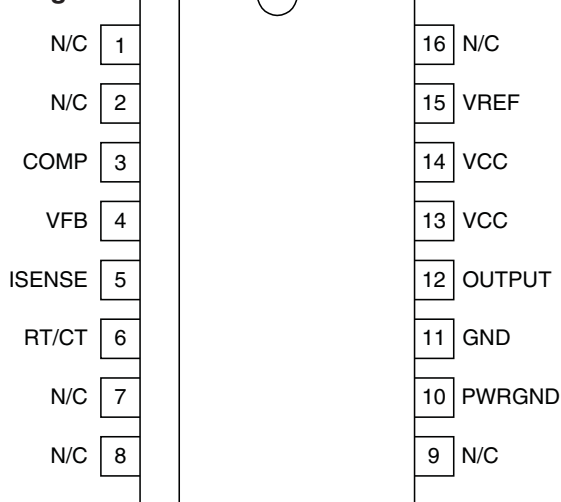 N/C 1 16 N/C
N/C 2 15 VREF
COMP 3 14 VCC
VFB 4 13 VCC
ISENSE 5 12 OUTPUT
RT/CT 6 11 GND
N/C 7 10 PWRGND
N/C 8 9 N/C